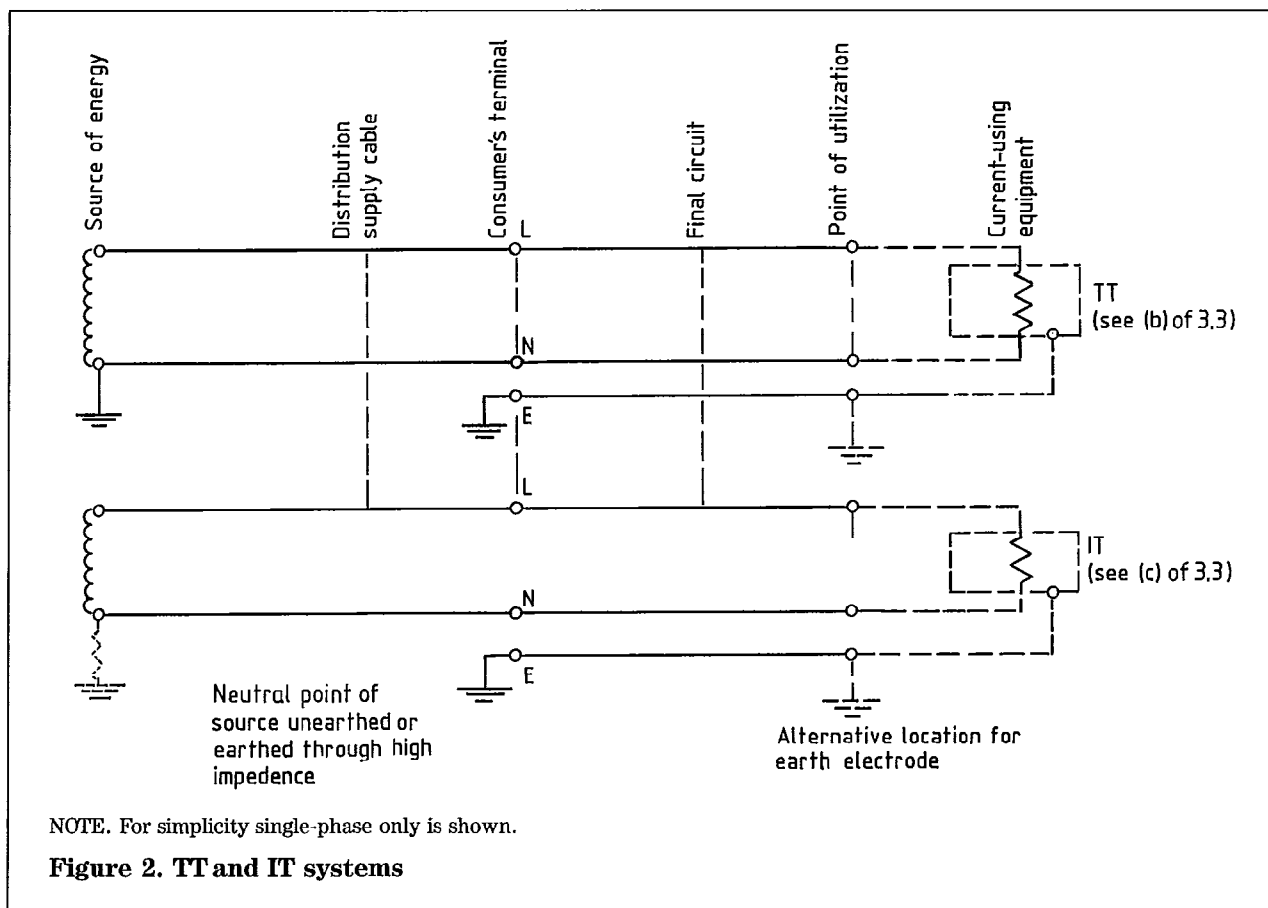 Source of energy
Distribution
supply cable
Consumer's terminal
Final circuit
Point of utilization
Current-using
equipment
L
N
E
TT
(see (b) of 3.3)
L
N
E
IT
(see (c) of 3.3)
Neutral point of
source unearthed or
earthed through high
impedence
Alternative location for
earth electrode
NOTE. For simplicity single-phase only is shown.
Figure 2. TT and IT systems